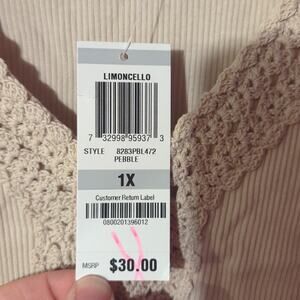 LIMONCELLO
7 32998 95937 3
STYLE 8283PBL472
PEBBLE
1X
Customer Return Label
0800201396012
MSRP $30.00